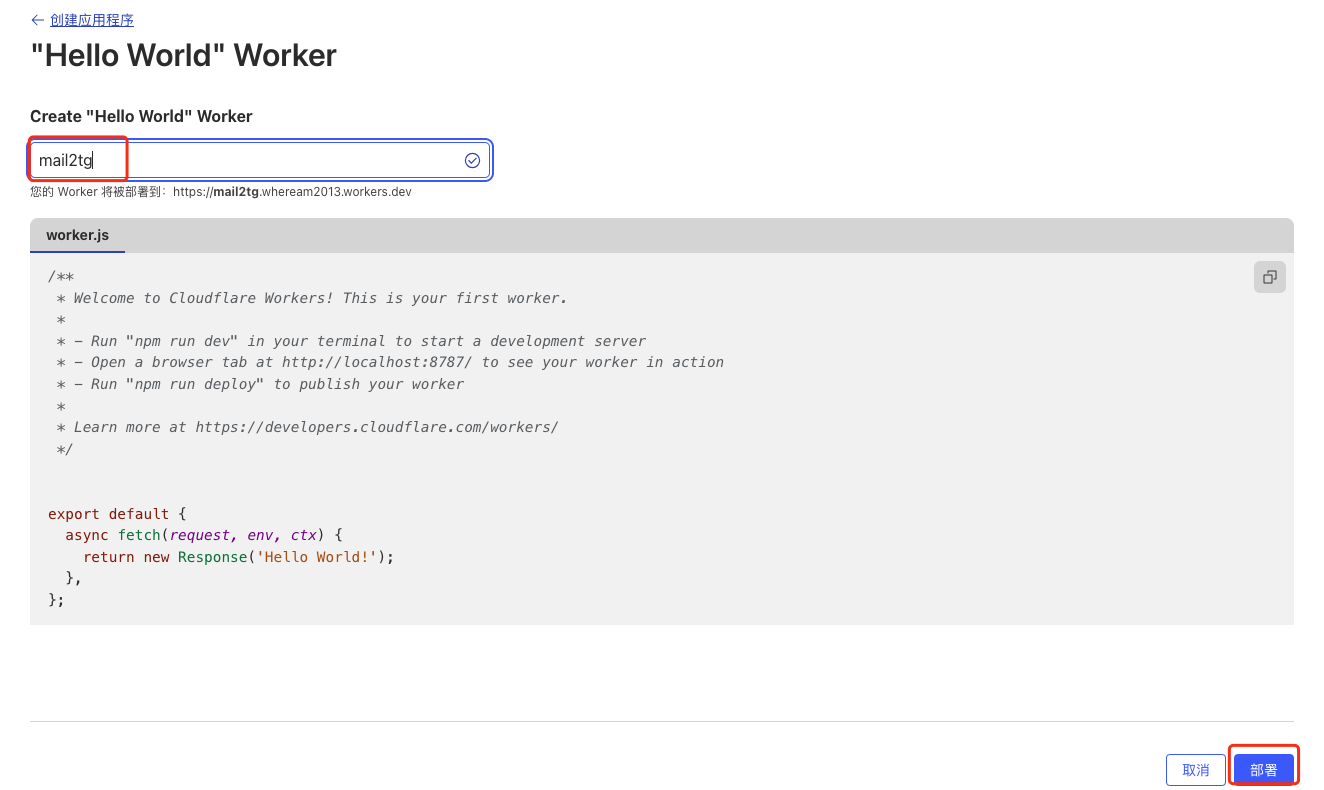 ← 创建应用程序
"Hello World" Worker
Create "Hello World" Worker
mail2tg
您的 Worker 将被部署到：https://mail2tg.wheream2013.workers.dev
worker.js
/**
 * Welcome to Cloudflare Workers! This is your first worker.
 *
 * - Run "npm run dev" in your terminal to start a development server
 * - Open a browser tab at http://localhost:8787/ to see your worker in action
 * - Run "npm run deploy" to publish your worker
 *
 * Learn more at https://developers.cloudflare.com/workers/
 */
export default {
  async fetch(request, env, ctx) {
    return new Response('Hello World!');
  },
};
取消 部署